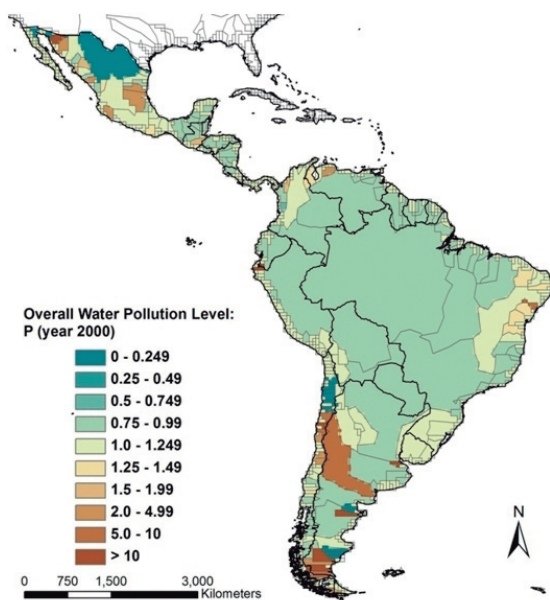 Overall Water Pollution Level:
P (year 2000)
0 - 0.249
0.25 - 0.49
0.5 - 0.749
0.75 - 0.99
1.0 - 1.249
1.25 - 1.49
1.5 - 1.99
2.0 - 4.99
5.0 - 10
> 10
N
0 750 1,500 3,000
Kilometers